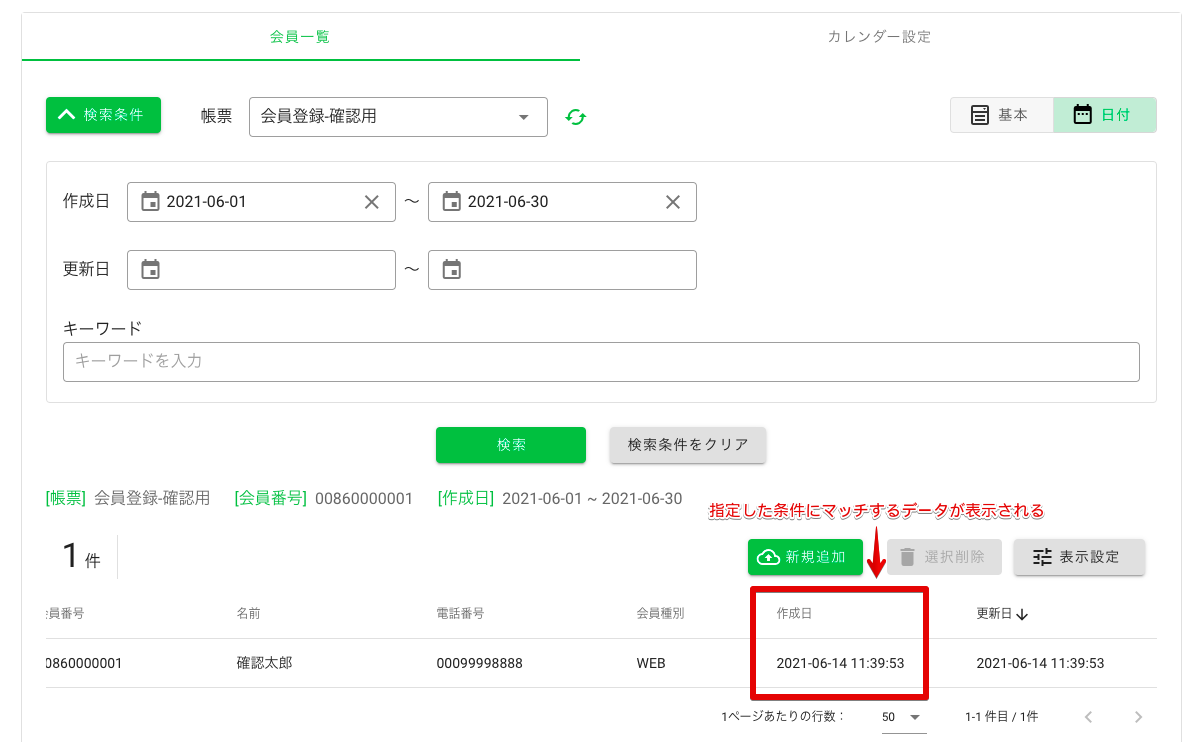 会員一覧 カレンダー設定
検索条件 帳票 会員登録-確認用 基本 日付
作成日 2021-06-01 ～ 2021-06-30
更新日 ～
キーワード
キーワードを入力
検索 検索条件をクリア
[帳票] 会員登録-確認用 [会員番号] 00860000001 [作成日] 2021-06-01 ~ 2021-06-30
指定した条件にマッチするデータが表示される
1 件 新規追加 選択削除 表示設定
会員番号 名前 電話番号 会員種別 作成日 更新日
0860000001 確認太郎 00099998888 WEB 2021-06-14 11:39:53 2021-06-14 11:39:53
1ページあたりの行数： 50 1-1 件目 / 1件